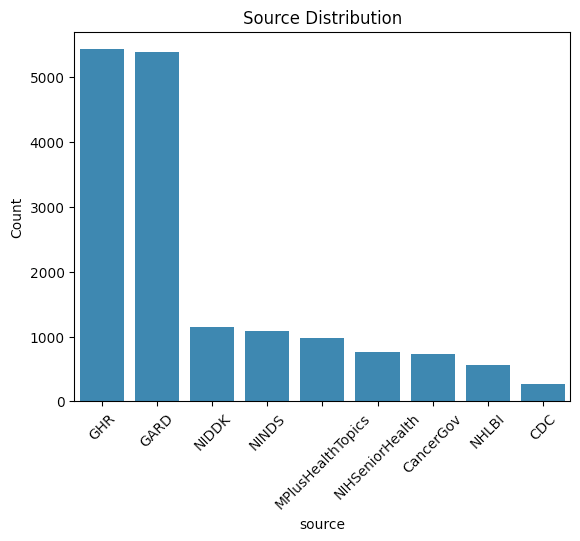 Source Distribution
Count
5000
4000
3000
2000
1000
0
GHR
GARD
NIDDK
NINDS
MPlusHealthTopics
NIHSeniorHealth
CancerGov
NHLBI
CDC
source